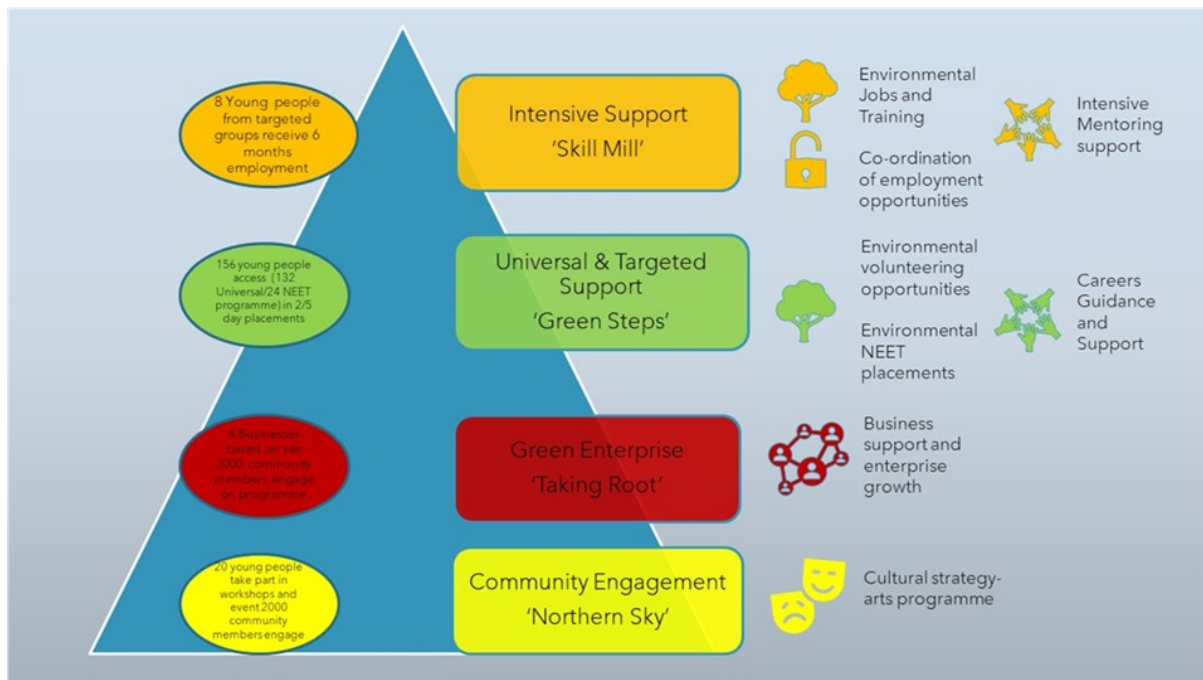 8 Young people
from targeted
groups receive 6
months
employment
Intensive Support
'Skill Mill'
Environmental
Jobs and
Training
Co-ordination
of employment
opportunities
Intensive
Mentoring
support
156 young people
access (132
Universal/24 NEET
programme) in 2/5
day placements
Universal & Targeted
Support
'Green Steps'
Environmental
volunteering
opportunities
Environmental
NEET
placements
Careers
Guidance
and
Support
4 Businesses
based on site
2000 community
members engage
on programme
Green Enterprise
'Taking Root'
Business
support and
enterprise
growth
20 young people
take part in
workshops and
event 2000
community
members engage
Community Engagement
'Northern Sky'
Cultural strategy-
arts programme